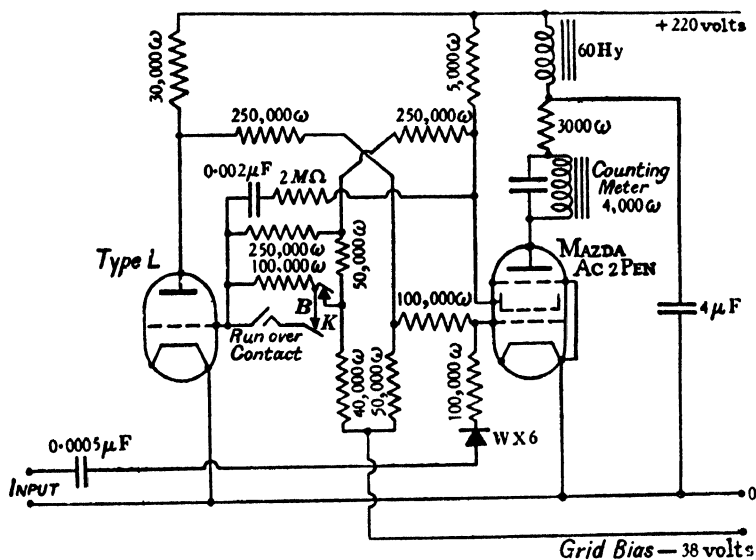 +220 volts
30,000ω
5,000ω
60Hy
250,000ω
250,000ω
3000ω
0·002μF
2MΩ
Counting
Meter
4,000ω
250,000ω
100,000ω
50,000ω
Type L
MAZDA
AC 2 PEN
B
K
100,000ω
4μF
Run over
Contact
40,000ω
50,000ω
100,000ω
0·0005μF
WX6
INPUT
0
Grid Bias — 38 volts